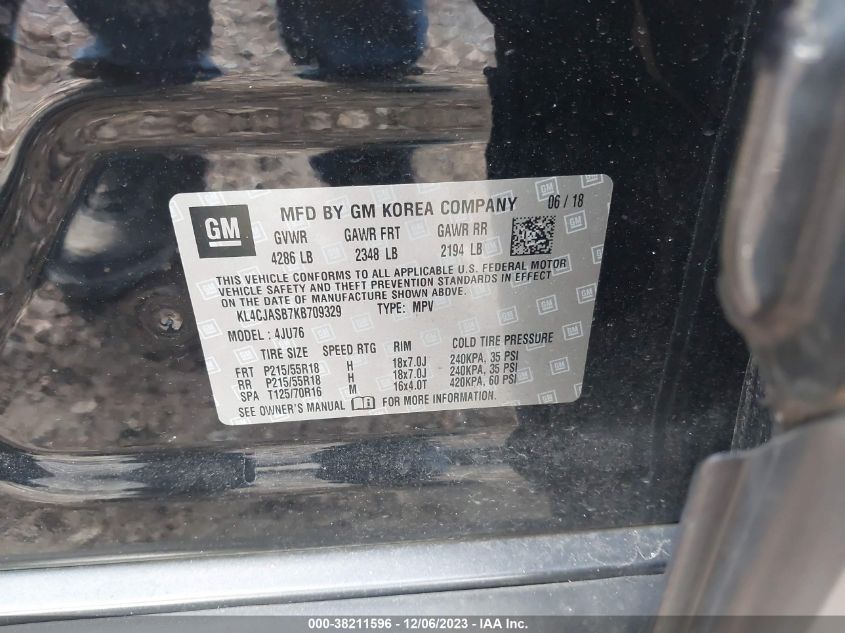 GM
MFD BY GM KOREA COMPANY 06 / 18
GVWR GAWR FRT GAWR RR
4286 LB 2348 LB 2194 LB
THIS VEHICLE CONFORMS TO ALL APPLICABLE U.S. FEDERAL MOTOR
VEHICLE SAFETY AND THEFT PREVENTION STANDARDS IN EFFECT
ON THE DATE OF MANUFACTURE SHOWN ABOVE.
KL4CJASB7KB709329 TYPE: MPV
MODEL: 4JU76
TIRE SIZE SPEED RTG RIM COLD TIRE PRESSURE
FRT P215/55R18 H 18x7.0J 240KPA, 35 PSI
RR P215/55R18 H 18x7.0J 240KPA, 35 PSI
SPA T125/70R16 M 16x4.0T 420KPA, 60 PSI
SEE OWNER'S MANUAL FOR MORE INFORMATION.
000-38211596 - 12/06/2023 - IAA Inc.